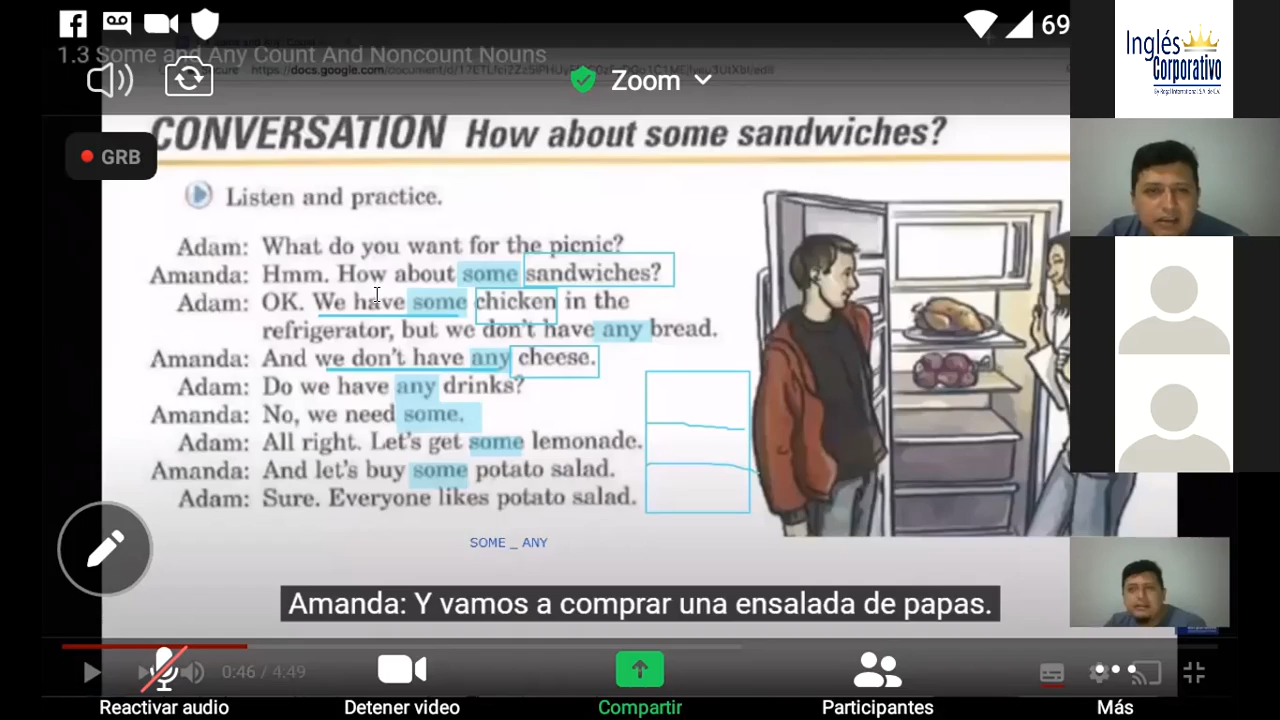 69
1.3 Some and Any Count And Noncount Nouns
Zoom
GRB
CONVERSATION How about some sandwiches?
Listen and practice.
Adam: What do you want for the picnic?
Amanda: Hmm. How about some sandwiches?
Adam: OK. We have some chicken in the
refrigerator, but we don't have any bread.
Amanda: And we don't have any cheese.
Adam: Do we have any drinks?
Amanda: No, we need some.
Adam: All right. Let's get some lemonade.
Amanda: And let's buy some potato salad.
Adam: Sure. Everyone likes potato salad.
SOME _ ANY
Amanda: Y vamos a comprar una ensalada de papas.
0:46 / 4:49
Reactivar audio
Detener video
Compartir
Participantes
Más
Inglés
Corporativo